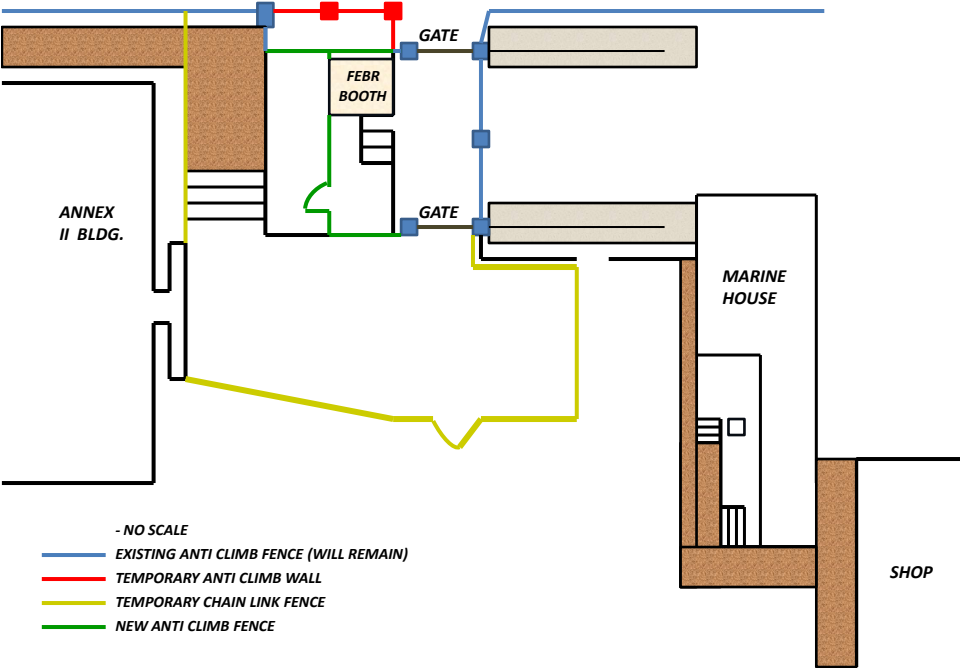 GATE
FEBR
BOOTH
ANNEX
II BLDG.
GATE
MARINE
HOUSE
- NO SCALE
EXISTING ANTI CLIMB FENCE (WILL REMAIN)
TEMPORARY ANTI CLIMB WALL
TEMPORARY CHAIN LINK FENCE
NEW ANTI CLIMB FENCE
SHOP